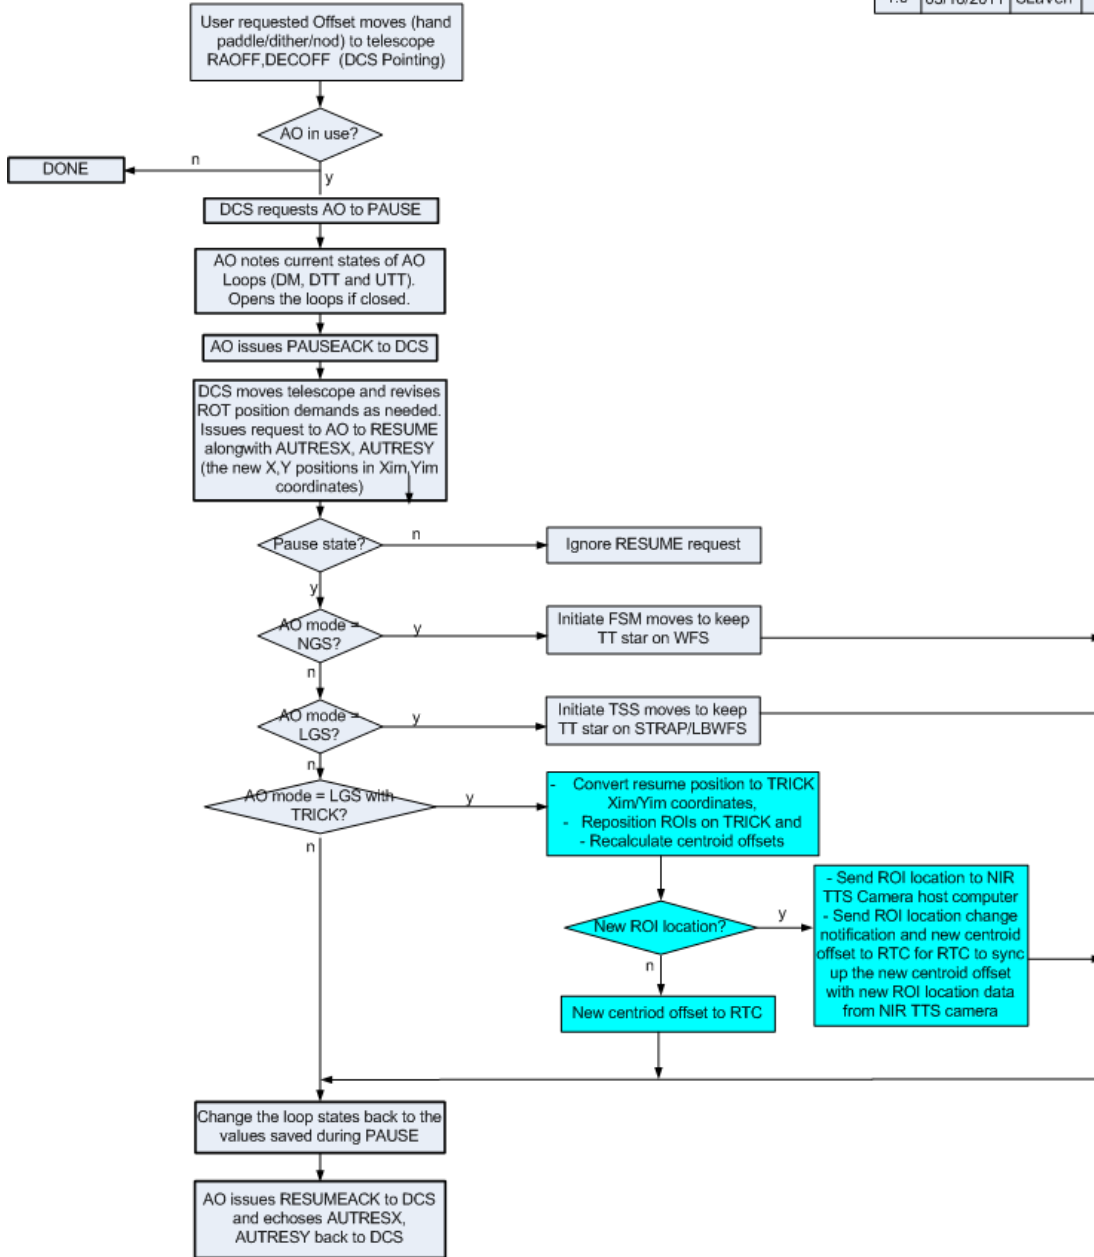 1.0 03/10/2011
User requested Offset moves (hand
paddle/dither/nod) to telescope
RAOFF,DECOFF (DCS Pointing)
AO in use?
n
DONE
y
DCS requests AO to PAUSE
AO notes current states of AO
Loops (DM, DTT and UTT).
Opens the loops if closed.
AO issues PAUSEACK to DCS
DCS moves telescope and revises
ROT position demands as needed.
Issues request to AO to RESUME
alongwith AUTRESX, AUTRESY
(the new X,Y positions in Xim,Yim
coordinates)
Pause state?
n
Ignore RESUME request
y
AO mode =
NGS?
y
Initiate FSM moves to keep
TT star on WFS
n
AO mode =
LGS?
y
Initiate TSS moves to keep
TT star on STRAP/LBWFS
n
AO mode = LGS with
TRICK?
y
- Convert resume position to TRICK
Xim/Yim coordinates,
- Reposition ROIs on TRICK and
- Recalculate centroid offsets
n
New ROI location?
y
- Send ROI location to NIR
TTS Camera host computer
- Send ROI location change
notification and new centroid
offset to RTC for RTC to sync
up the new centroid offset
with new ROI location data
from NIR TTS camera
n
New centriod offset to RTC
Change the loop states back to the
values saved during PAUSE
AO issues RESUMEACK to DCS
and echoses AUTRESX,
AUTRESY back to DCS